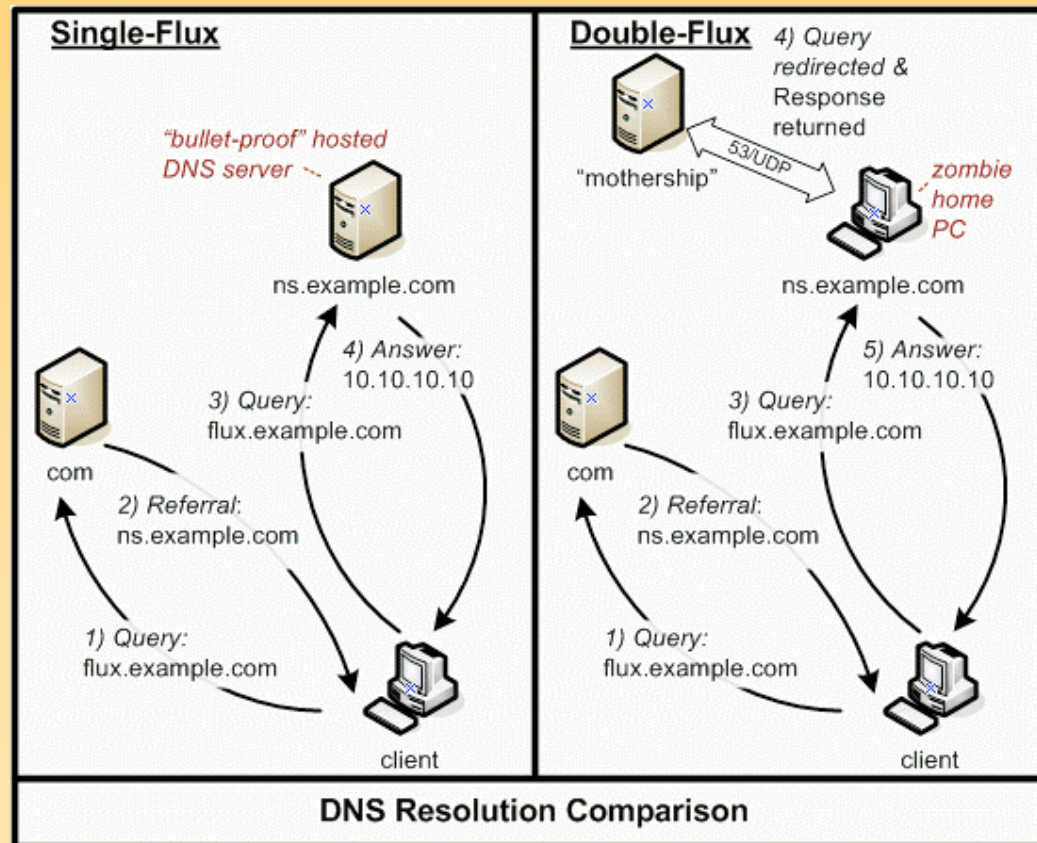 Single-Flux
"bullet-proof" hosted
DNS server
ns.example.com
4) Answer:
10.10.10.10
3) Query:
flux.example.com
com
2) Referral:
ns.example.com
1) Query:
flux.example.com
client
Double-Flux
4) Query
redirected &
Response
returned
53/UDP
"mothership"
zombie
home
PC
ns.example.com
5) Answer:
10.10.10.10
3) Query:
flux.example.com
com
2) Referral:
ns.example.com
1) Query:
flux.example.com
client
DNS Resolution Comparison